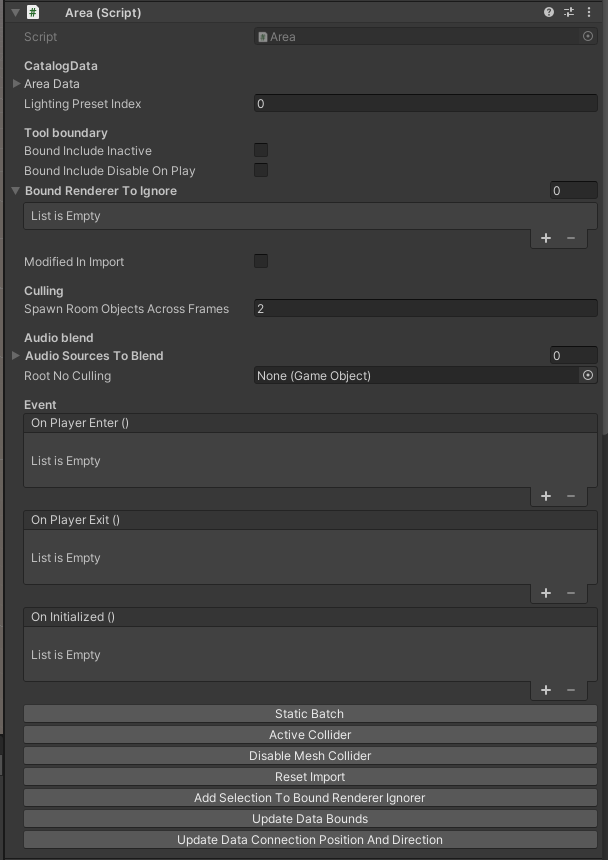 Area (Script)
Script
Area
CatalogData
Area Data
Lighting Preset Index
0
Tool boundary
Bound Include Inactive
Bound Include Disable On Play
Bound Renderer To Ignore
0
List is Empty
+ −
Modified In Import
Culling
Spawn Room Objects Across Frames
2
Audio blend
Audio Sources To Blend
0
Root No Culling
None (Game Object)
Event
On Player Enter ()
List is Empty
+ −
On Player Exit ()
List is Empty
+ −
On Initialized ()
List is Empty
+ −
Static Batch
Active Collider
Disable Mesh Collider
Reset Import
Add Selection To Bound Renderer Ignorer
Update Data Bounds
Update Data Connection Position And Direction